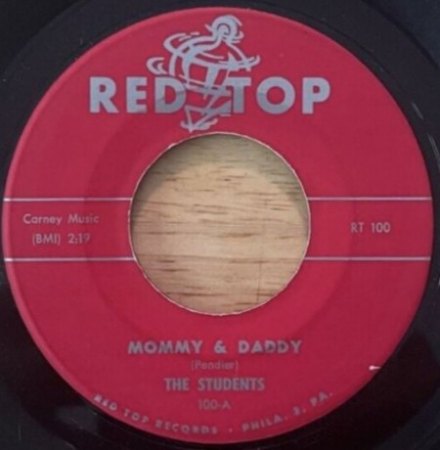 RED TOP
Carney Music
(BMI) 2:19
RT 100
MOMMY & DADDY
(Pendier)
THE STUDENTS
100-A
RED TOP RECORDS - PHILA. 3, PA.